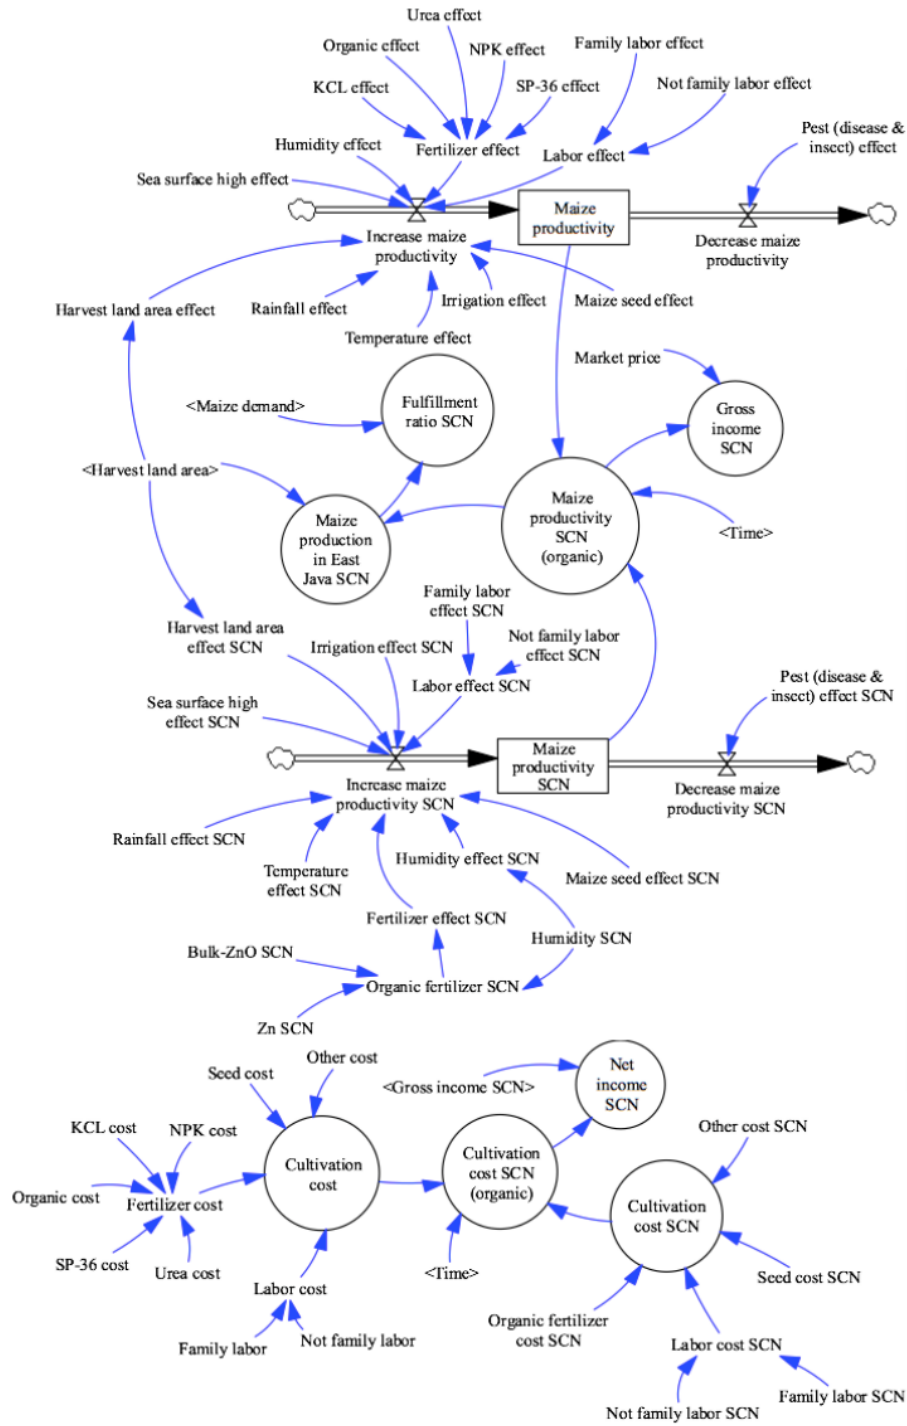 Urea effect
Organic effect
NPK effect
Family labor effect
KCL effect
SP-36 effect
Not family labor effect
Humidity effect
Fertilizer effect
Labor effect
Pest (disease &
insect) effect
Sea surface high effect
Maize
productivity
Increase maize
productivity
Decrease maize
productivity
Harvest land area effect
Rainfall effect
Irrigation effect
Maize seed effect
Temperature effect
Market price
<Maize demand>
Fulfillment
ratio SCN
Gross
income
SCN
<Harvest land area>
Maize
production
in East
Java SCN
Maize
productivity
SCN
(organic)
<Time>
Family labor
effect SCN
Harvest land area
effect SCN
Irrigation effect SCN
Not family labor
effect SCN
Labor effect SCN
Pest (disease &
insect) effect SCN
Sea surface high
effect SCN
Maize
productivity
SCN
Increase maize
productivity SCN
Decrease maize
productivity SCN
Rainfall effect SCN
Temperature
effect SCN
Humidity effect SCN
Maize seed effect SCN
Fertilizer effect SCN
Humidity SCN
Bulk-ZnO SCN
Organic fertilizer SCN
Zn SCN
Other cost
Seed cost
<Gross income SCN>
Net
income
SCN
KCL cost
NPK cost
Other cost SCN
Organic cost
Fertilizer cost
Cultivation
cost
Cultivation
cost SCN
(organic)
Cultivation
cost SCN
SP-36 cost
Urea cost
<Time>
Seed cost SCN
Labor cost
Organic fertilizer
cost SCN
Family labor
Not family labor
Labor cost SCN
Not family labor SCN
Family labor SCN